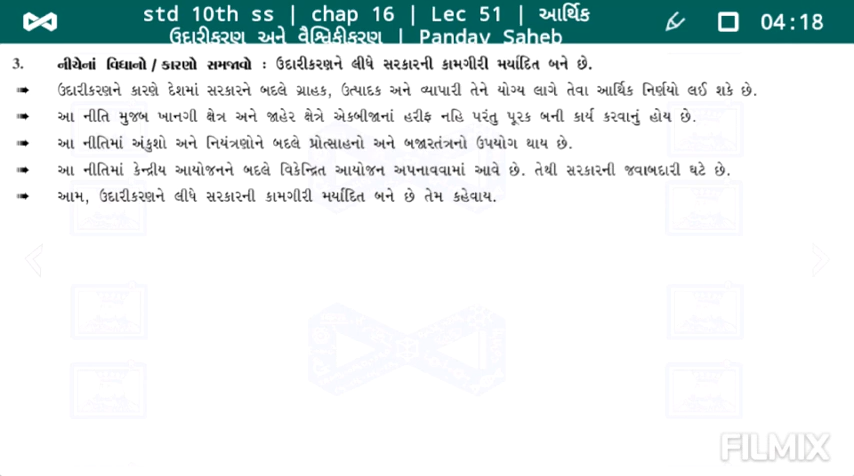 std 10th ss | chap 16 | Lec 51 | આર્થિક
ઉદારીકરણ અને વૈશ્વિકીકરણ | Pandav Saheb
04:18
3. નીચેનાં વિધાનો / કારણો સમજાવો : ઉદારીકરણને લીધે સરકારની કામગીરી મર્યાદિત બને છે.
➠ ઉદારીકરણને કારણે દેશમાં સરકારને બદલે ગ્રાહક, ઉત્પાદક અને વ્યાપારી તેને યોગ્ય લાગે તેવા આર્થિક નિર્ણયો લઈ શકે છે.
➠ આ નીતિ મુજબ ખાનગી ક્ષેત્ર અને જાહેર ક્ષેત્રે એકબીજાનાં હરીફ નહિ પરંતુ પૂરક બની કાર્ય કરવાનું હોય છે.
➠ આ નીતિમાં અંકુશો અને નિયંત્રણોને બદલે પ્રોત્સાહનો અને બજારતંત્રનો ઉપયોગ થાય છે.
➠ આ નીતિમાં કેન્દ્રીય આયોજનને બદલે વિકેન્દ્રિત આયોજન અપનાવવામાં આવે છે. તેથી સરકારની જવાબદારી ઘટે છે.
➠ આમ, ઉદારીકરણને લીધે સરકારની કામગીરી મર્યાદિત બને છે તેમ કહેવાય.
FILMIX